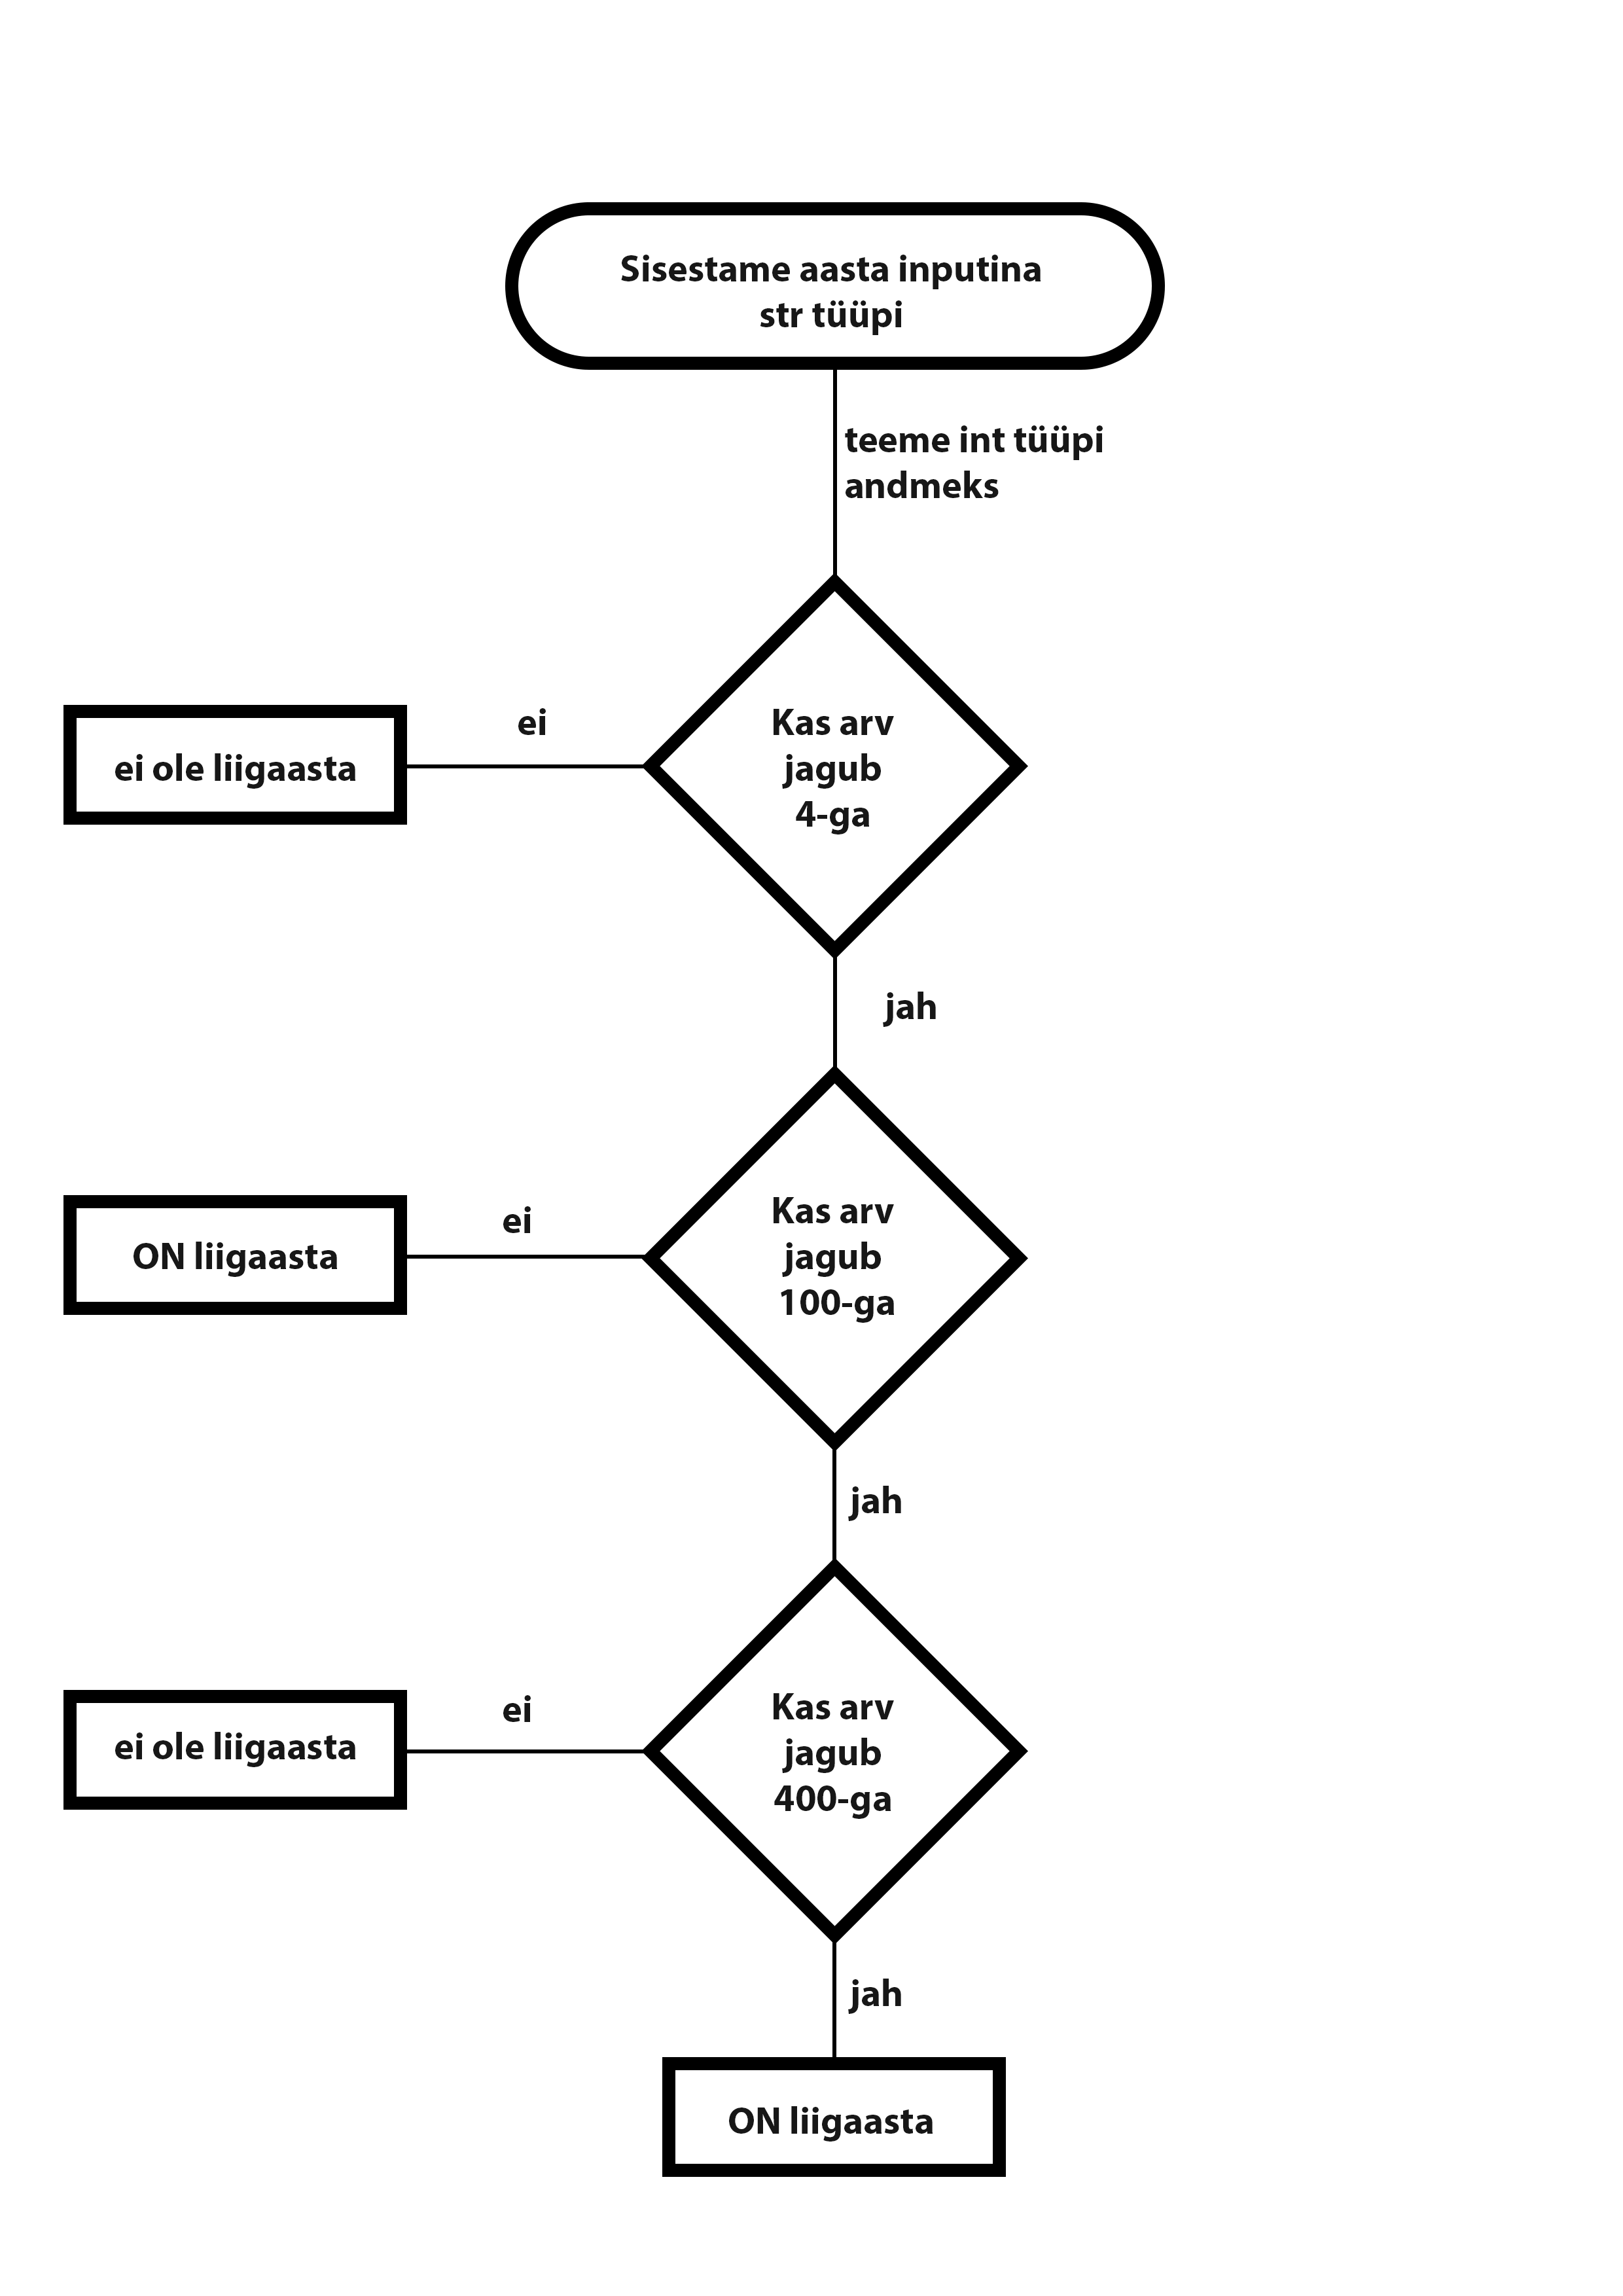 Sisestame aasta inputina
str tüüpi
teeme int tüüpi
andmeks
Kas arv
jagub
4-ga
ei
ei ole liigaasta
jah
Kas arv
jagub
100-ga
ei
ON liigaasta
jah
Kas arv
jagub
400-ga
ei
ei ole liigaasta
jah
ON liigaasta